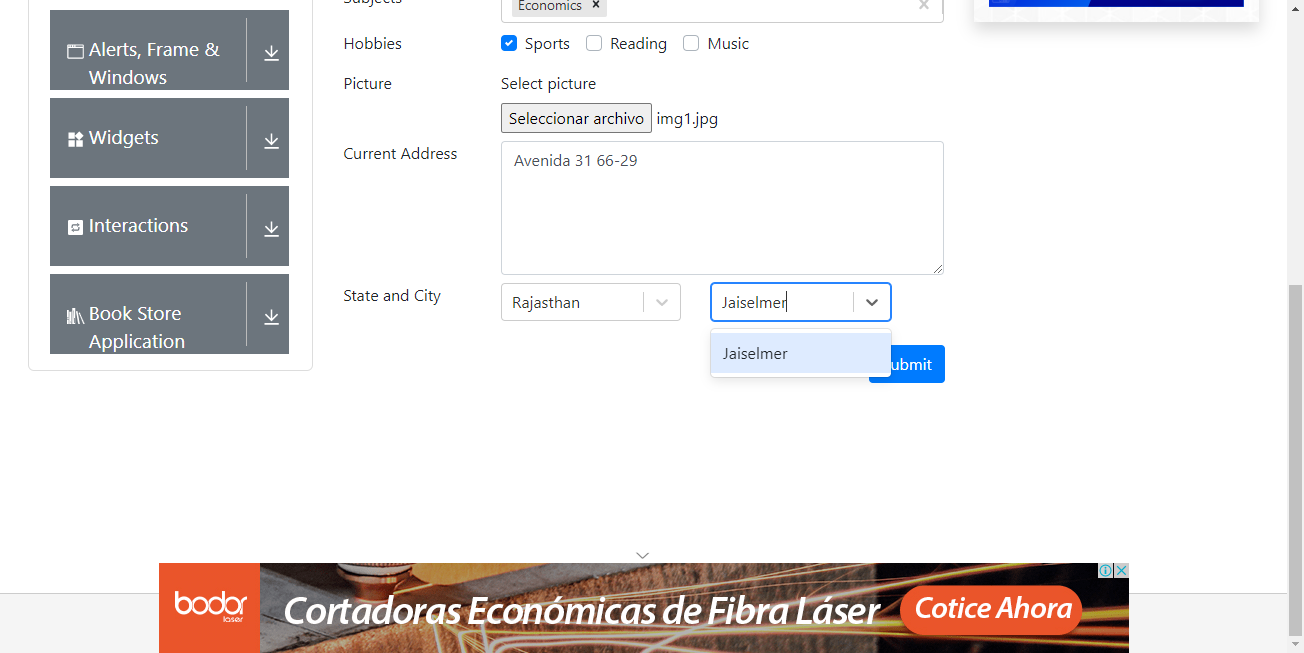 Subjects
Economics ×
Hobbies
Sports Reading Music
Picture
Select picture
Seleccionar archivo img1.jpg
Current Address
Avenida 31 66-29
State and City
Rajasthan
Jaiselmer
Jaiselmer
ubmit
Alerts, Frame &
Windows
Widgets
Interactions
Book Store
Application
bodor
laser
Cortadoras Económicas de Fibra Láser
Cotice Ahora